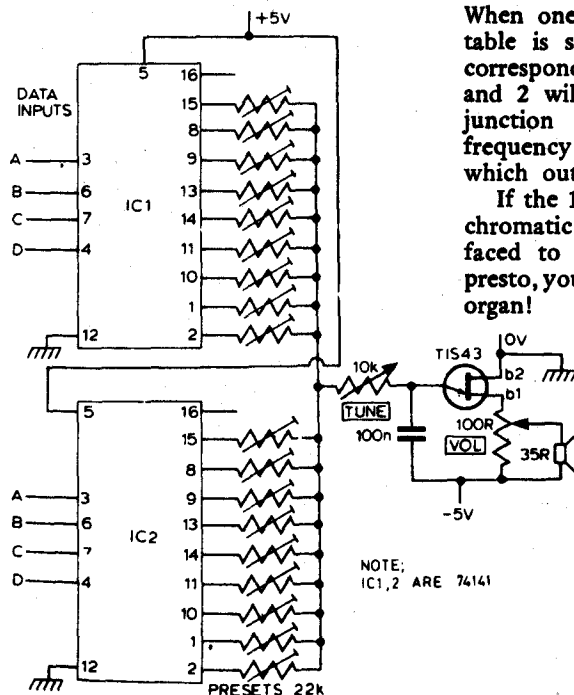 When one
table is s
correspond
and 2 wil
junction
frequency
which out
If the 1
chromatic
faced to
presto, you
organ!
+5V
5
16
DATA
INPUTS
15
8
A
3
9
B
6
13
C
7
IC1
14
D
4
11
10
1
12
2
5
16
15
8
A
3
9
B
6
13
C
7
IC2
14
D
4
11
10
1
12
2
PRESETS 22k
10k
TUNE
100n
TIS43
0V
b2
b1
100R
VOL
35R
-5V
NOTE;
IC1,2 ARE 74141